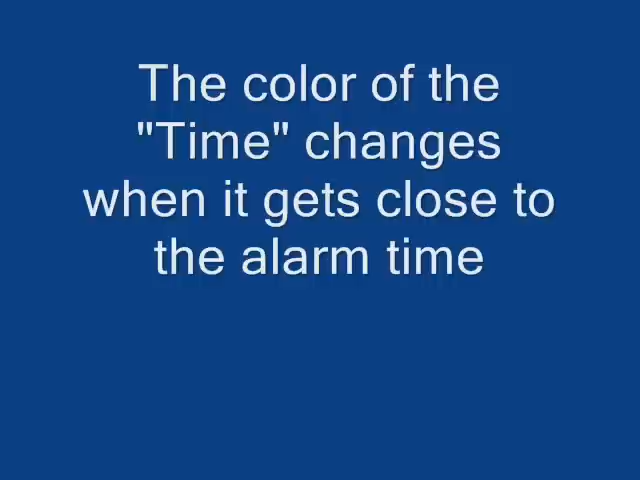 The color of the
"Time" changes
when it gets close to
the alarm time